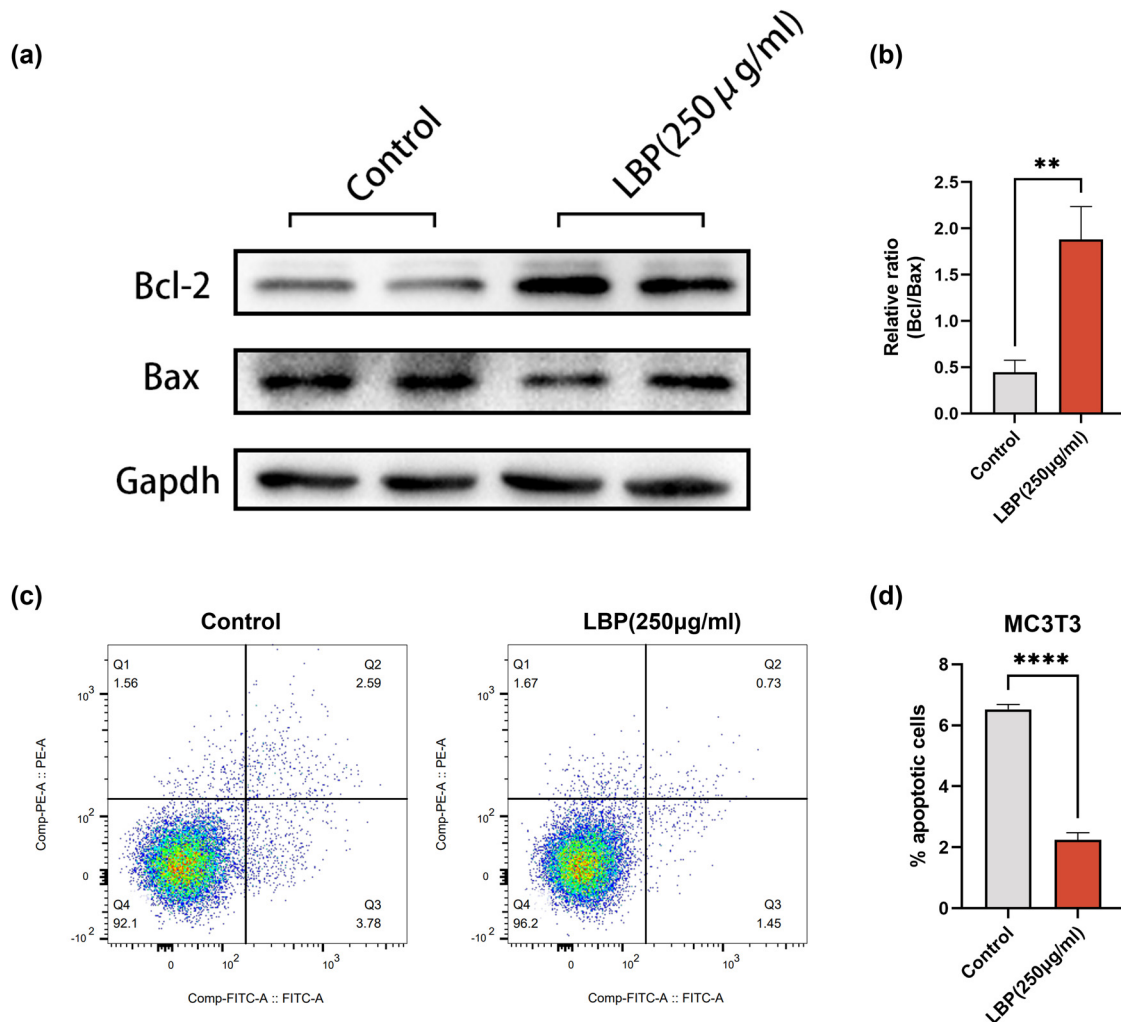 (a)
Control
LBP(250 μ g/ml)
Bcl-2
Bax
Gapdh
(b)
**
Relative ratio
(Bcl/Bax)
2.5
2.0
1.5
1.0
0.5
0.0
Control
LBP(250μg/ml)
(c)
Control
Q1
1.56
Q2
2.59
Q4
92.1
Q3
3.78
10³
10²
0
-10²
Comp-PE-A :: PE-A
0
10²
10³
Comp-FITC-A :: FITC-A
LBP(250μg/ml)
Q1
1.67
Q2
0.73
Q4
96.2
Q3
1.45
10³
10²
0
-10²
Comp-PE-A :: PE-A
0
10²
10³
Comp-FITC-A :: FITC-A
(d)
MC3T3
****
% apoptotic cells
8
6
4
2
0
Control
LBP(250μg/ml)